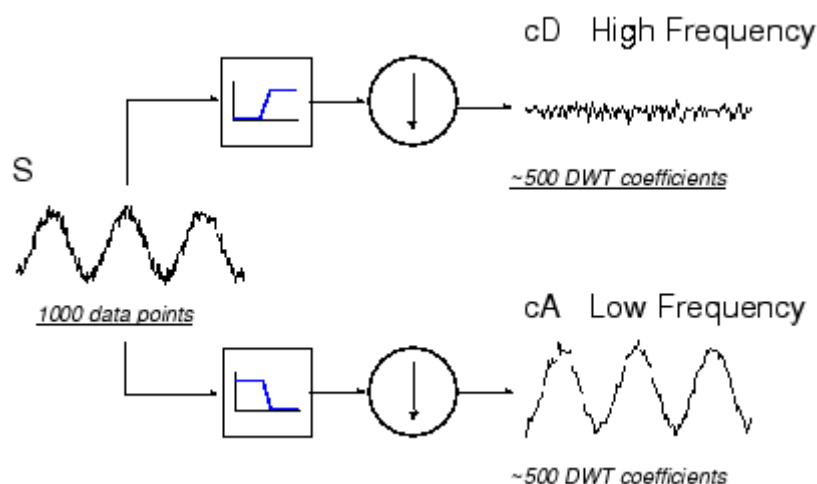 cD High Frequency
~500 DWT coefficients
S
1000 data points
cA Low Frequency
~500 DWT coefficients